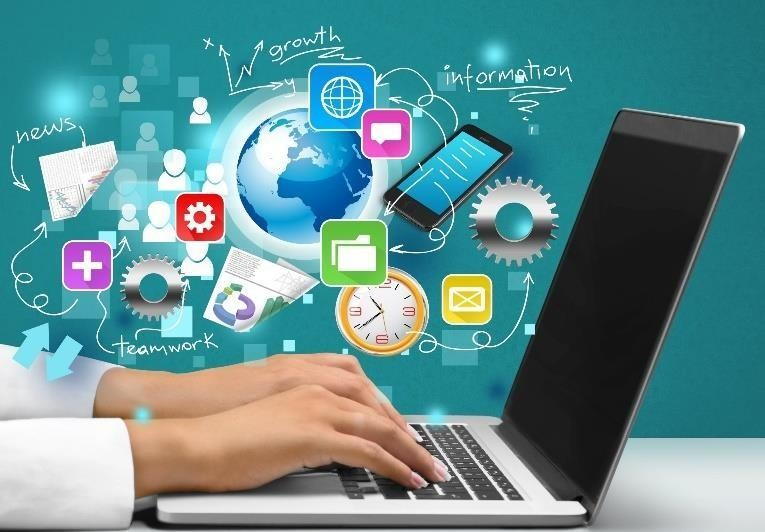 x
growth
y
information
news
teamwork